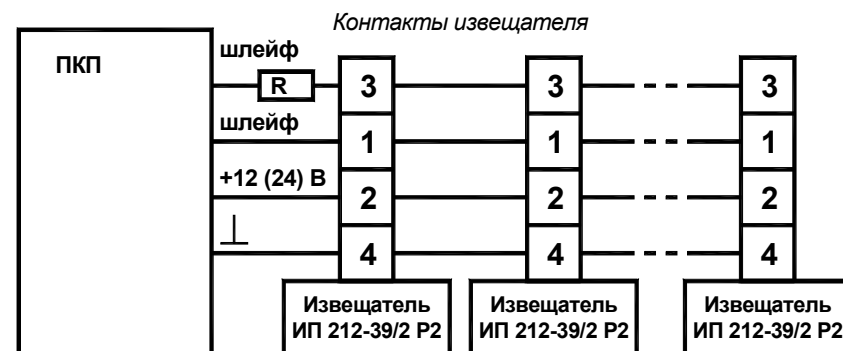 Контакты извещателя
ПКП
шлейф
R
3 3 3
шлейф
1 1 1
+12 (24) В
2 2 2
⊥
4 4 4
Извещатель Извещатель Извещатель
ИП 212-39/2 Р2 ИП 212-39/2 Р2 ИП 212-39/2 Р2